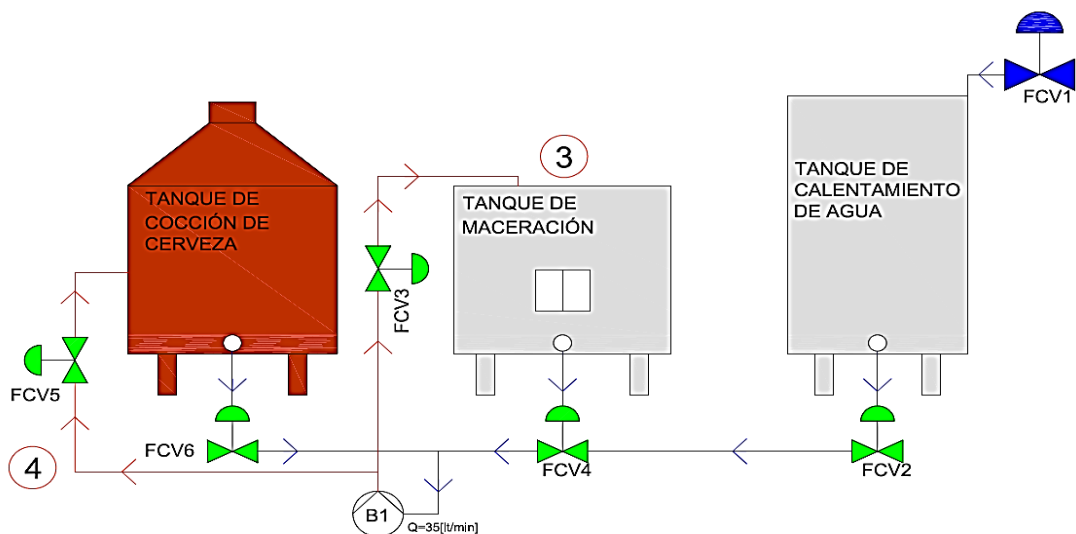 FCV1
3
TANQUE DE
CALENTAMIENTO
DE AGUA
TANQUE DE
COCCIÓN DE
CERVEZA
TANQUE DE
MACERACIÓN
FCV3
FCV5
FCV6
FCV4
FCV2
4
B1
Q=35[lt/min]